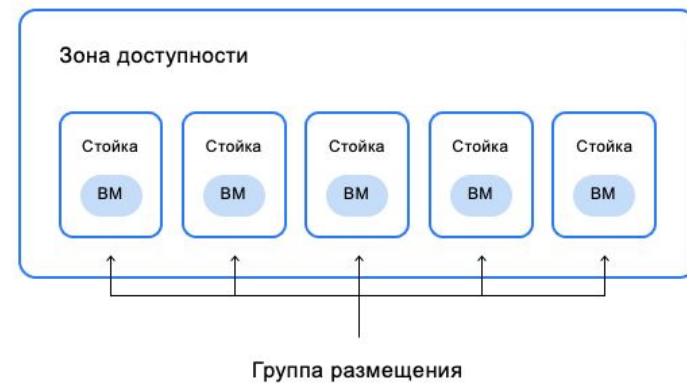 Зона доступности
Стойка Стойка Стойка Стойка Стойка
ВМ ВМ ВМ ВМ ВМ
Группа размещения